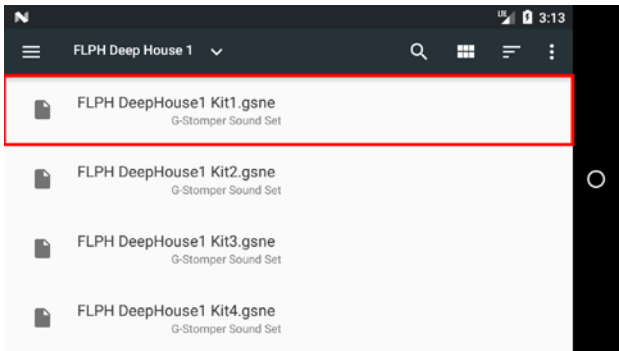 LTE 3:13
FLPH Deep House 1
FLPH DeepHouse1 Kit1.gsne
G-Stomper Sound Set
FLPH DeepHouse1 Kit2.gsne
G-Stomper Sound Set
FLPH DeepHouse1 Kit3.gsne
G-Stomper Sound Set
FLPH DeepHouse1 Kit4.gsne
G-Stomper Sound Set